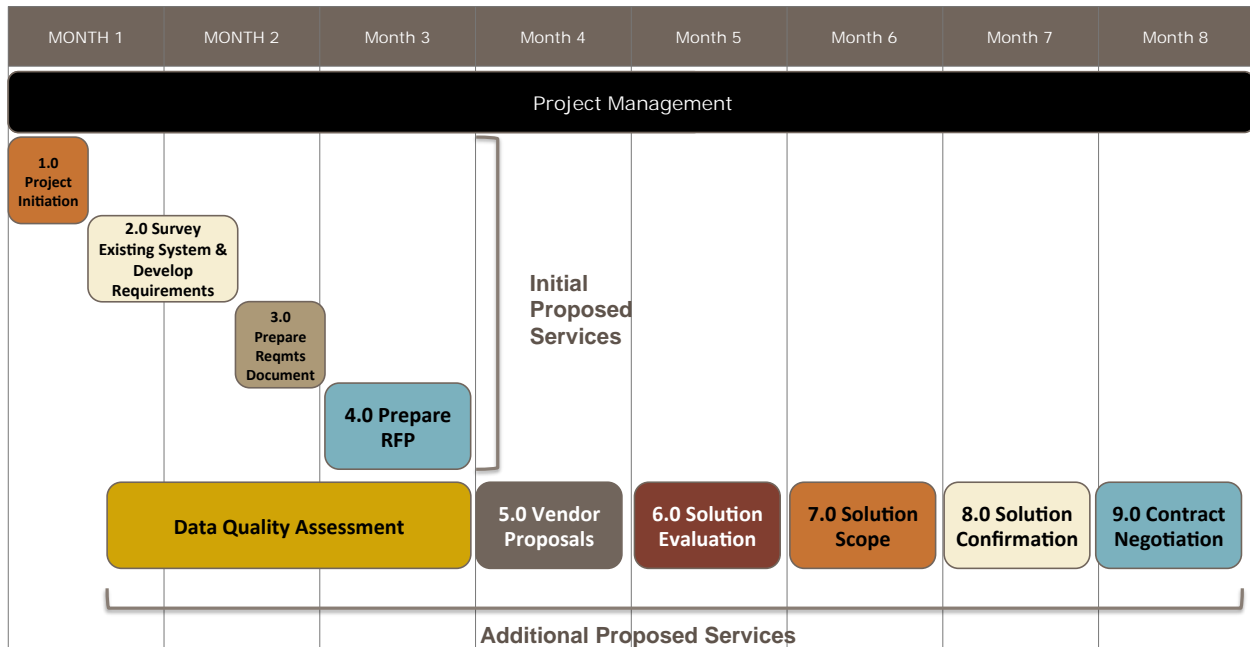 MONTH 1 MONTH 2 Month 3 Month 4 Month 5 Month 6 Month 7 Month 8
Project Management
1.0
Project
Initiation
2.0 Survey
Existing System &
Develop
Requirements
3.0
Prepare
Reqmts
Document
Initial
Proposed
Services
4.0 Prepare
RFP
Data Quality Assessment
5.0 Vendor
Proposals
6.0 Solution
Evaluation
7.0 Solution
Scope
8.0 Solution
Confirmation
9.0 Contract
Negotiation
Additional Proposed Services